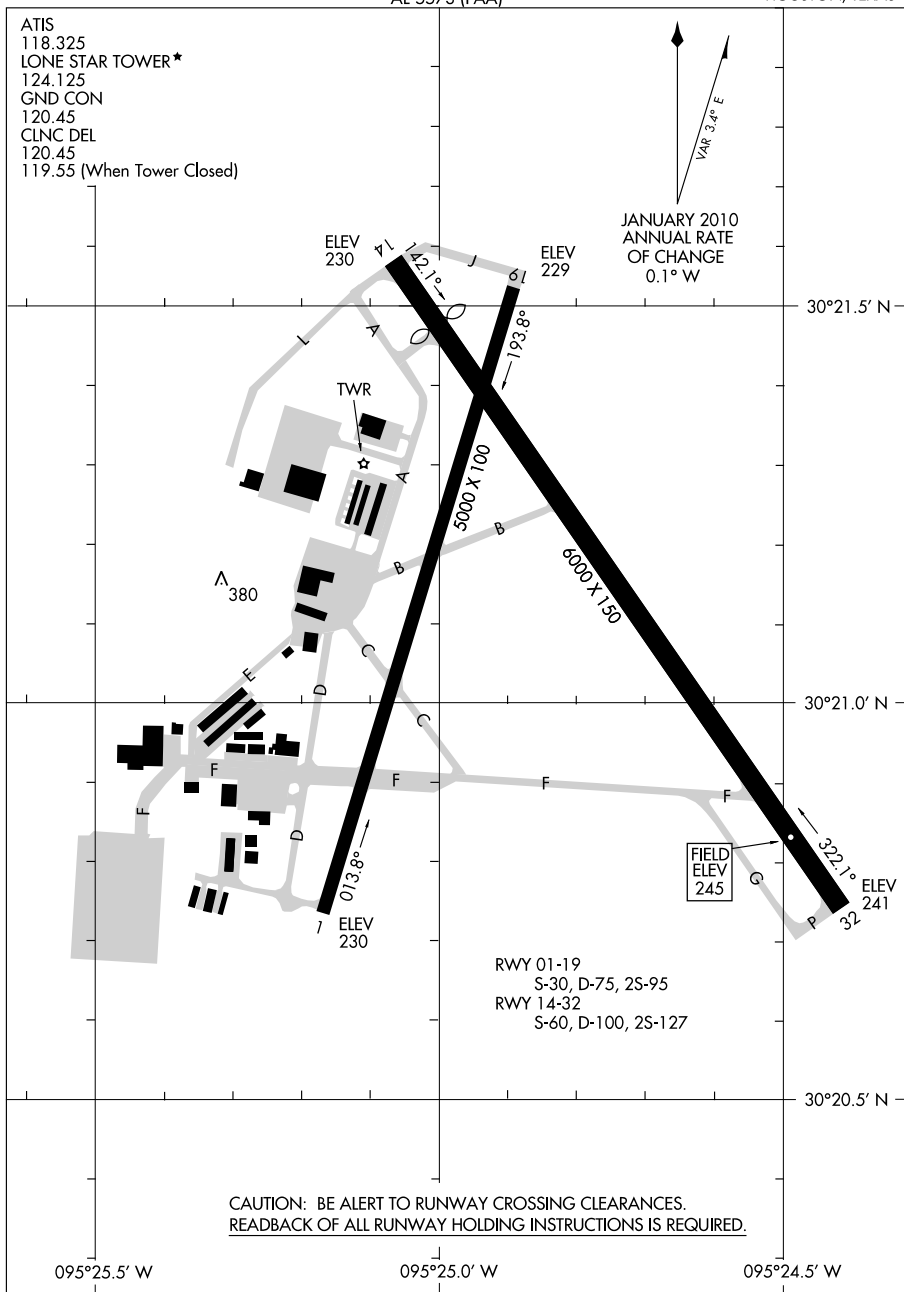 AL-5573 (FAA)
HOUSTON, TEXAS
ATIS
118.325
LONE STAR TOWER★
124.125
GND CON
120.45
CLNC DEL
120.45
119.55 (When Tower Closed)
VAR 3.4° E
JANUARY 2010
ANNUAL RATE
OF CHANGE
0.1° W
ELEV
230
14
142.1°
J
ELEV
229
19
193.8°
30°21.5' N
L
A
TWR
A
5000 X 100
B
B
6000 X 150
380
C
C
E
D
30°21.0' N
F
F
F
F
F
D
013.8°
1
ELEV
230
FIELD
ELEV
245
G
322.1°
ELEV
241
32
P
RWY 01-19
S-30, D-75, 2S-95
RWY 14-32
S-60, D-100, 2S-127
30°20.5' N
CAUTION: BE ALERT TO RUNWAY CROSSING CLEARANCES.
READBACK OF ALL RUNWAY HOLDING INSTRUCTIONS IS REQUIRED.
095°25.5' W
095°25.0' W
095°24.5' W